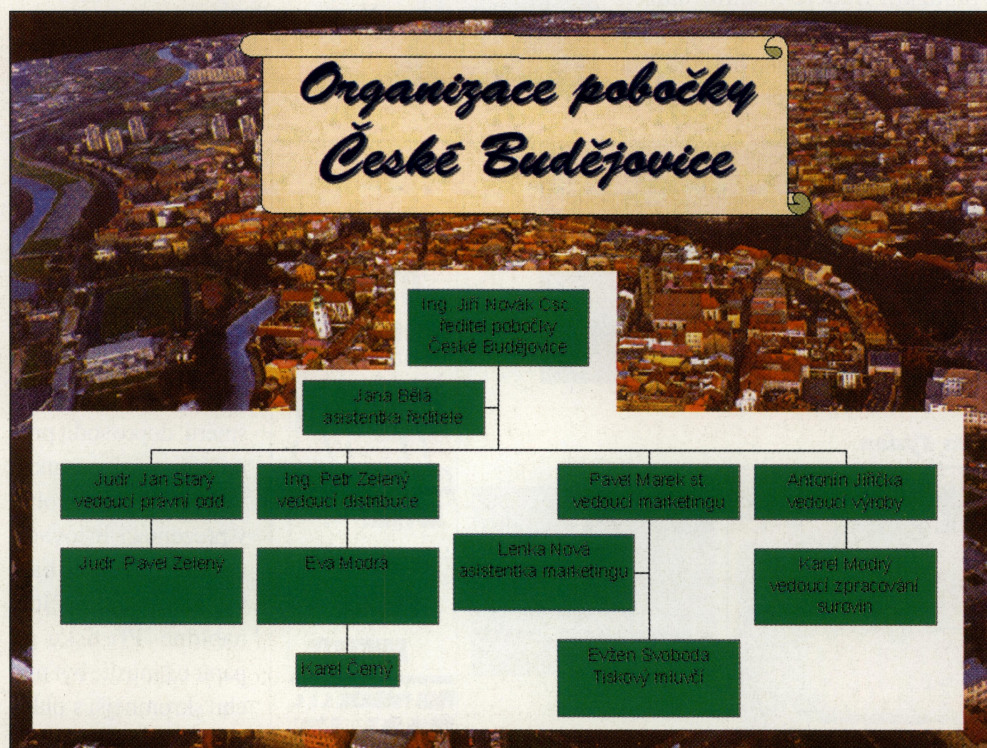 Organizace pobočky
České Budějovice
Ing. Jiří Novák Csc
ředitel pobočky
České Budějovice
Jana Bělá
asistentka ředitele
Judr. Jan Starý
vedoucí právní odd.
Ing. Petr Zelený
vedoucí distribuce
Pavel Marek st.
vedoucí marketingu
Antonín Jiřička
vedoucí výroby
Judr. Pavel Zelený
Eva Modrá
Lenka Nová
asistentka marketingu
Karel Modrý
vedoucí zpracování
surovin
Karel Černý
Evžen Svoboda
Tiskový mluvčí